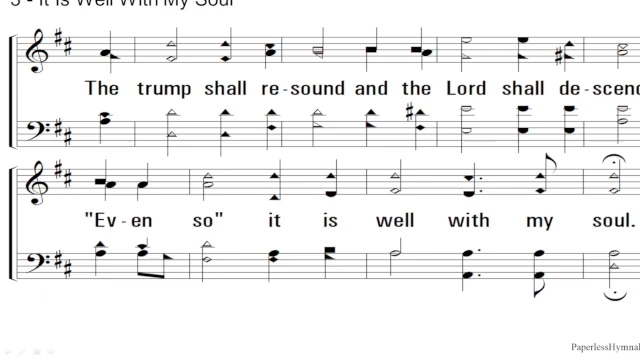 5 - It Is Well With My Soul
The trump shall re-sound and the Lord shall de-scend
"Ev-en so" it is well with my soul.
PaperlessHymnal